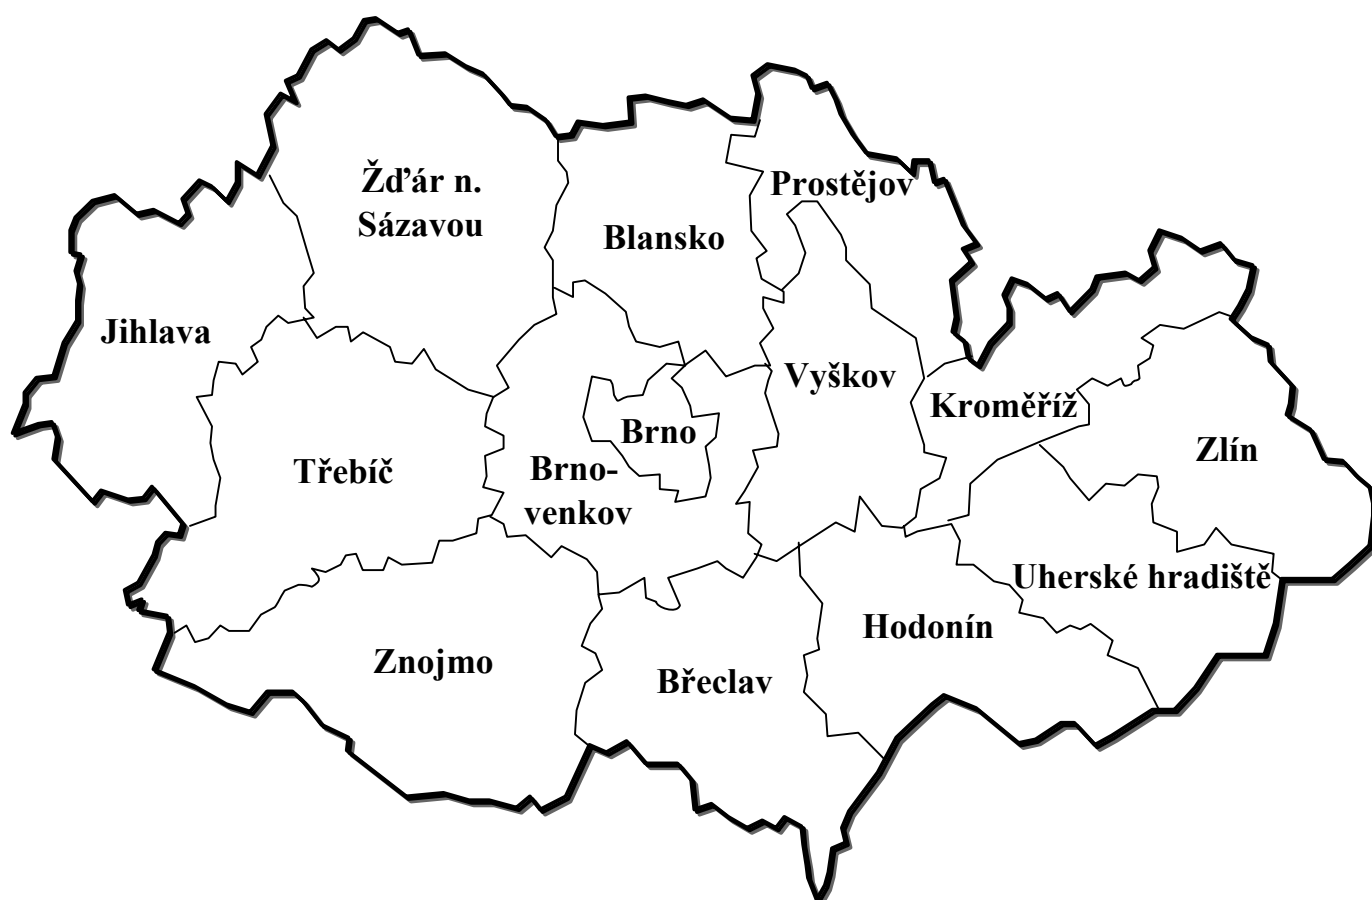 Žďár n.
Sázavou
Prostějov
Blansko
Jihlava
Vyškov
Kroměříž
Brno
Zlín
Třebíč
Brno-
venkov
Uherské hradiště
Hodonín
Znojmo
Břeclav